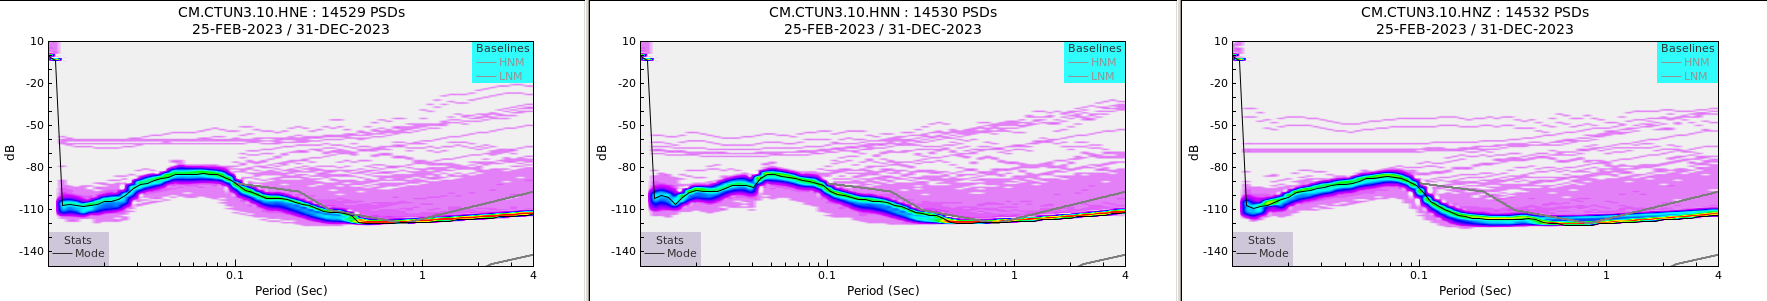 CM.CTUN3.10.HNE : 14529 PSDs
25-FEB-2023 / 31-DEC-2023
Baselines
HNM
LNM
10
-20
-50
-80
-110
-140
dB
Stats
Mode
0.1
1
4
Period (Sec)
CM.CTUN3.10.HNN : 14530 PSDs
25-FEB-2023 / 31-DEC-2023
Baselines
HNM
LNM
10
-20
-50
-80
-110
-140
dB
Stats
Mode
0.1
1
4
Period (Sec)
CM.CTUN3.10.HNZ : 14532 PSDs
25-FEB-2023 / 31-DEC-2023
Baselines
HNM
LNM
10
-20
-50
-80
-110
-140
dB
Stats
Mode
0.1
1
4
Period (Sec)